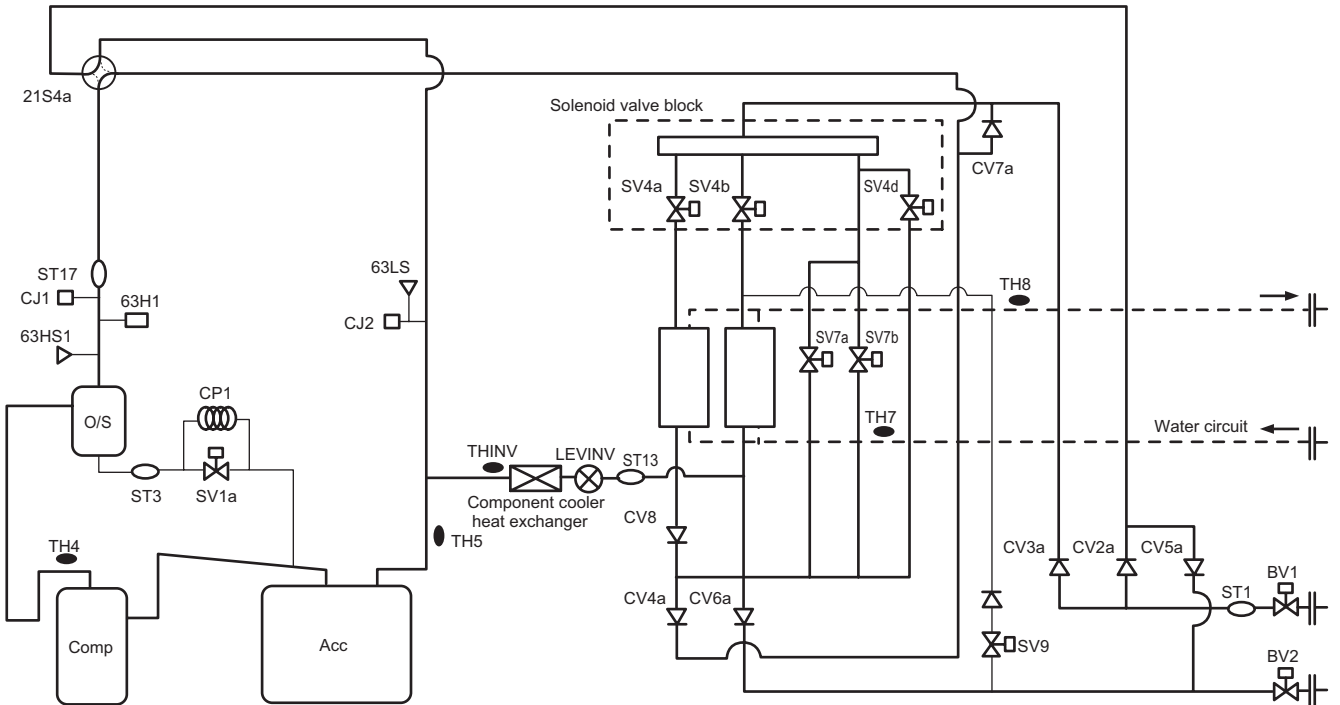 21S4a
Solenoid valve block
CV7a
SV4a
SV4b
SV4d
ST17
CJ1
63H1
63HS1
63LS
CJ2
TH8
SV7a
SV7b
CP1
O/S
TH7
Water circuit
ST3
SV1a
THINV
LEVINV
ST13
Component cooler
heat exchanger
CV8
TH5
TH4
CV3a
CV2a
CV5a
BV1
ST1
CV4a
CV6a
Comp
Acc
SV9
BV2